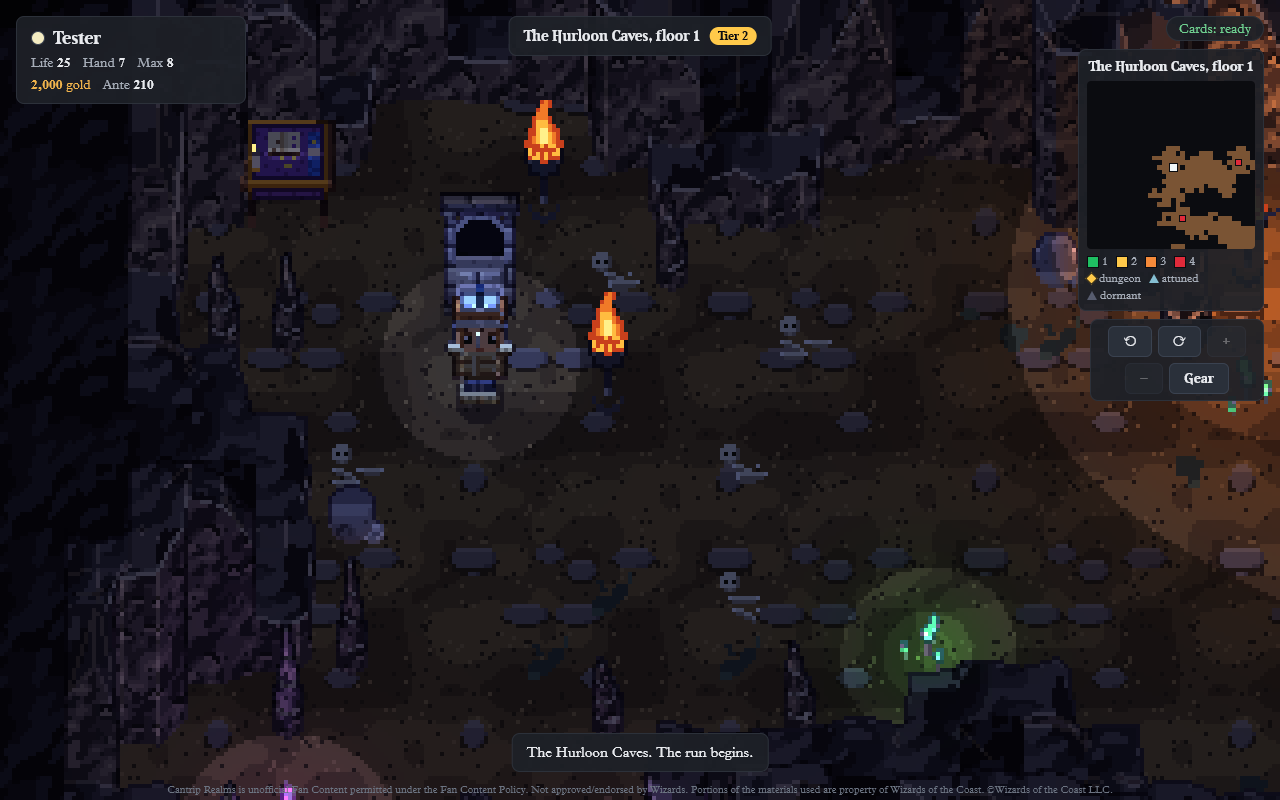 Tester
Life 25 Hand 7 Max 8
2,000 gold Ante 210
The Hurloon Caves, floor 1 Tier 2
Cards: ready
The Hurloon Caves, floor 1
1 2 3 4
dungeon attuned
dormant
+
−
Gear
The Hurloon Caves. The run begins.
Cantrip Realms is unofficial Fan Content permitted under the Fan Content Policy. Not approved/endorsed by Wizards. Portions of the materials used are property of Wizards of the Coast. ©Wizards of the Coast LLC.